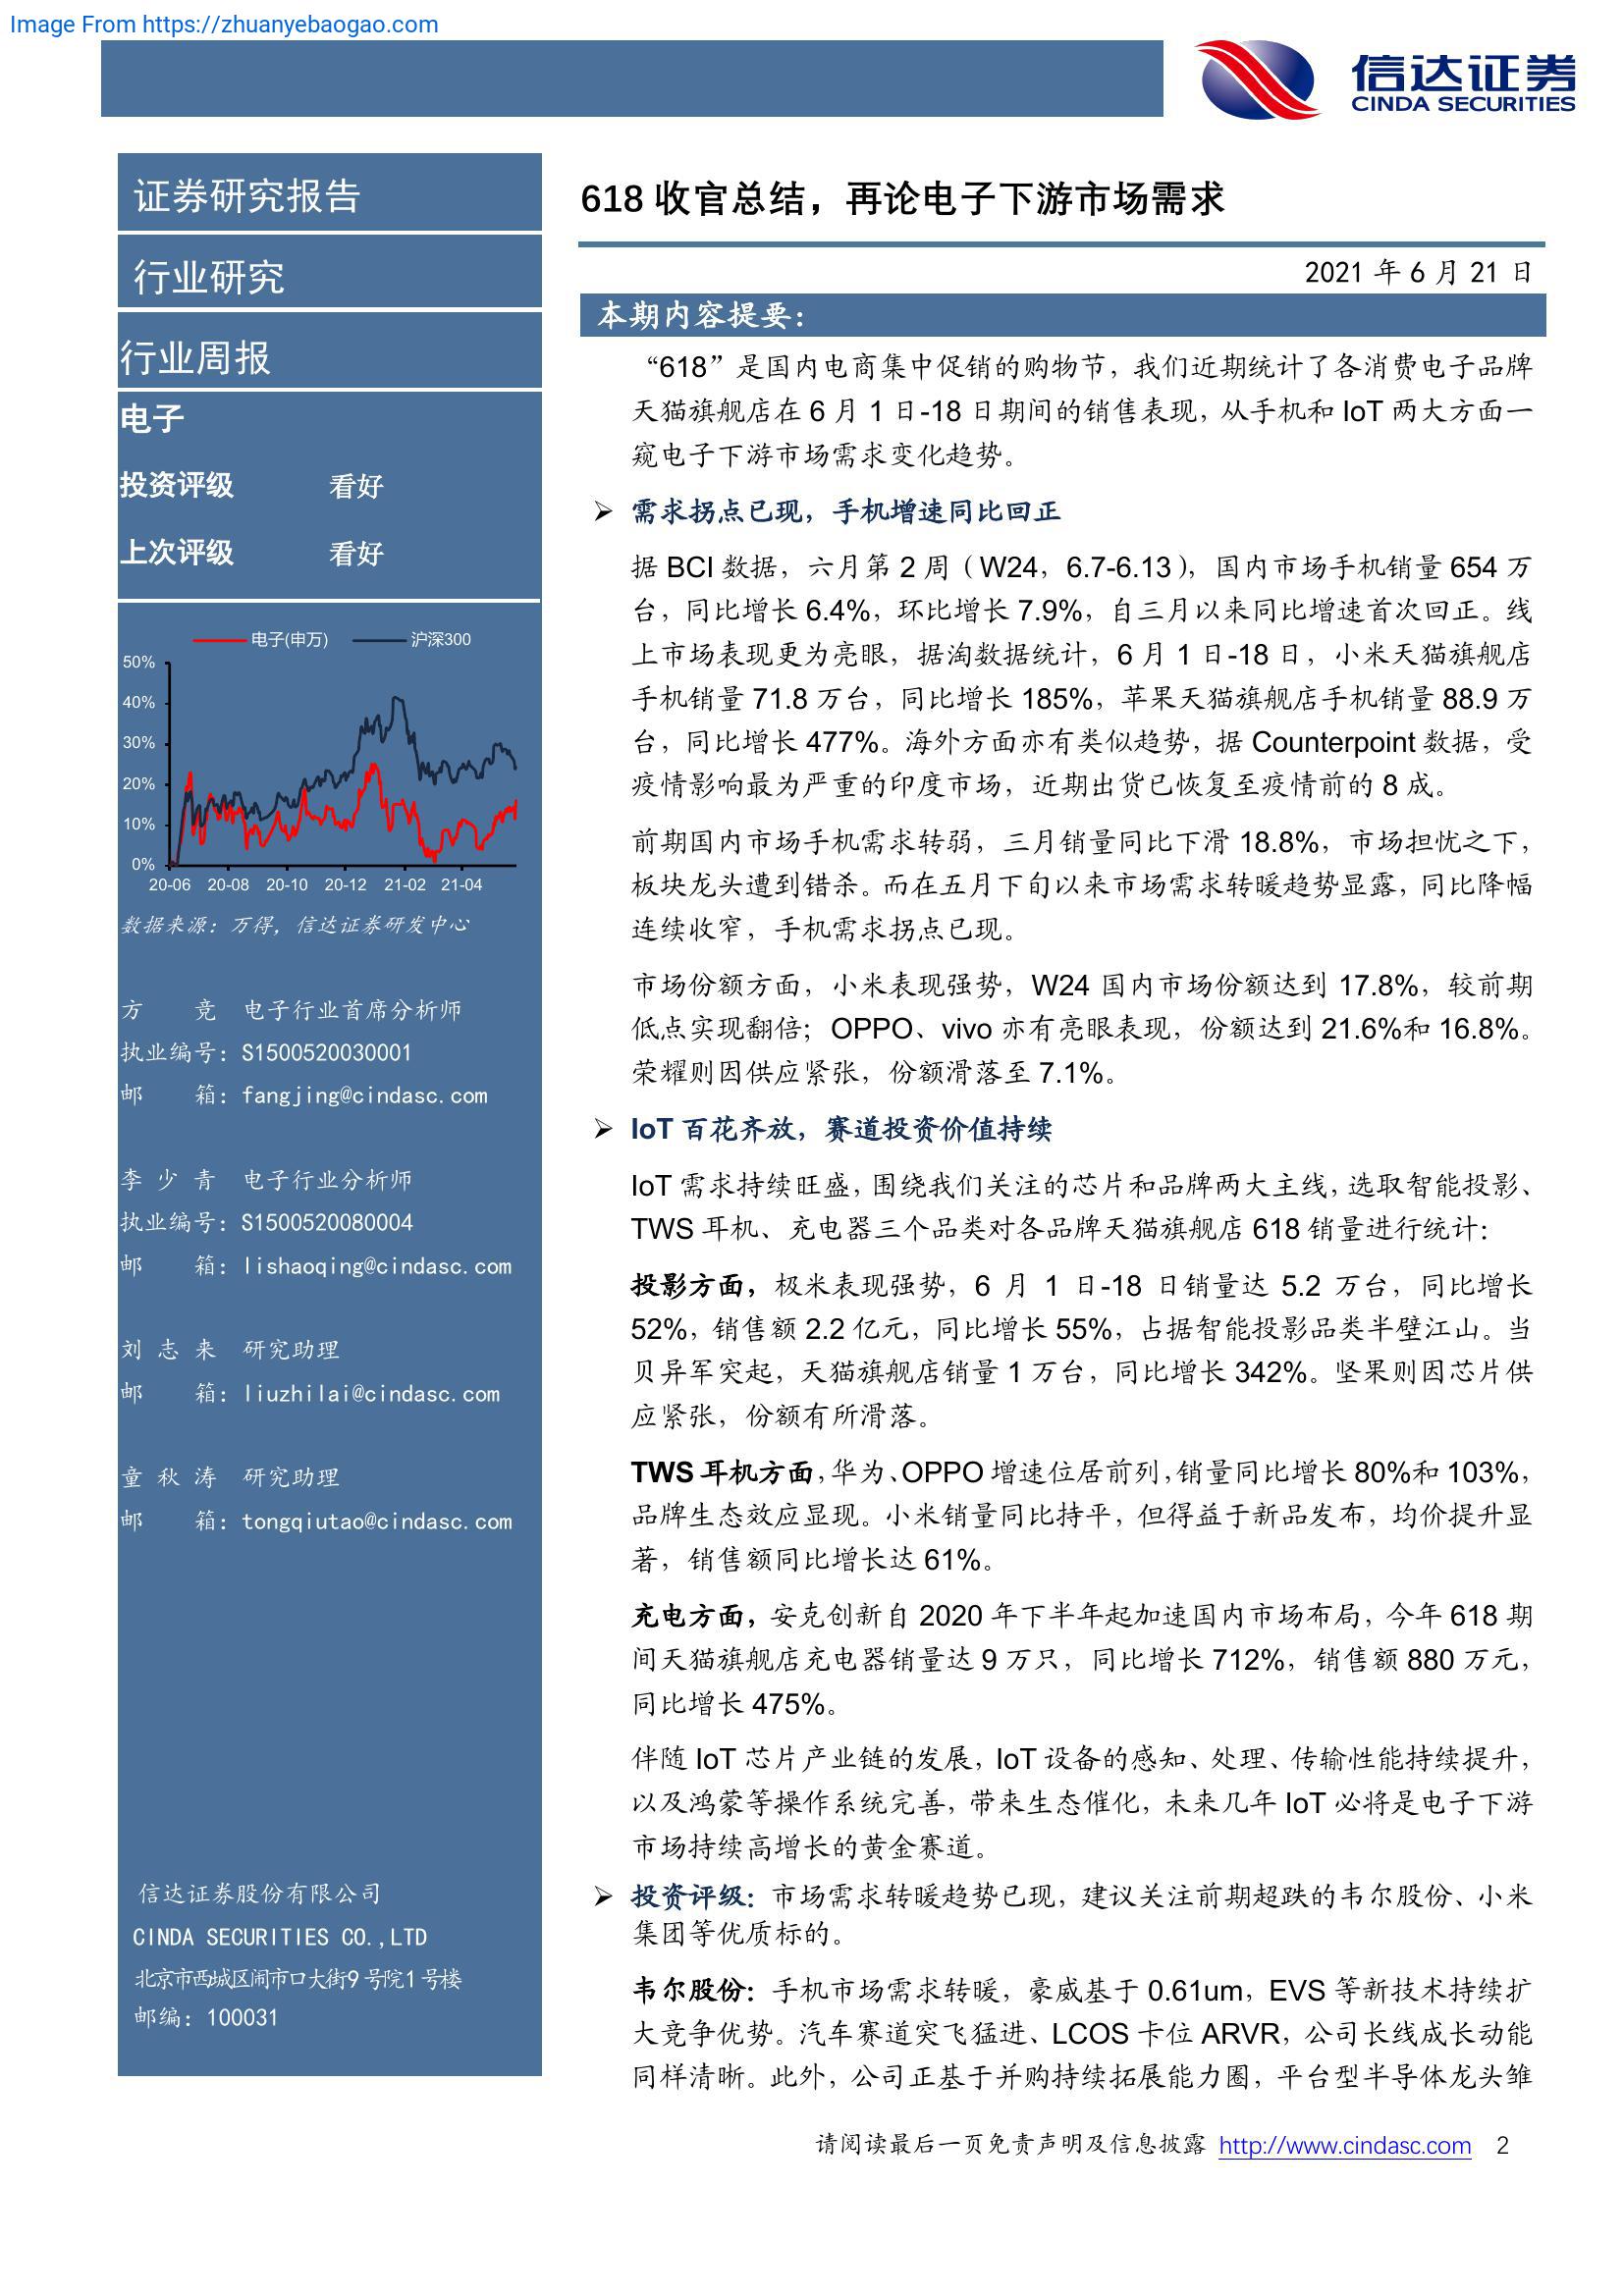 Image From https://zhuanyebaogao.com
信达证券
CINDA SECURITIES
证券研究报告
行业研究
行业周报
电子
投资评级 看好
上次评级 看好
电子(申万) 沪深300
50%
40%
30%
20%
10%
0%
20-06 20-08 20-10 20-12 21-02 21-04
数据来源：万得，信达证券研发中心
方 竞 电子行业首席分析师
执业编号：S1500520030001
邮 箱：fangjing@cindasc.com
李少青 电子行业分析师
执业编号：S1500520080004
邮 箱：lishaoqing@cindasc.com
刘志来 研究助理
邮 箱：liuzhilai@cindasc.com
童秋涛 研究助理
邮 箱：tongqiutao@cindasc.com
信达证券股份有限公司
CINDA SECURITIES CO.,LTD
北京市西城区闹市口大街9号院1号楼
邮编：100031
618 收官总结，再论电子下游市场需求
2021 年 6 月 21 日
本期内容提要：
“618”是国内电商集中促销的购物节，我们近期统计了各消费电子品牌
天猫旗舰店在 6 月 1 日-18 日期间的销售表现，从手机和 IoT 两大方面一
窥电子下游市场需求变化趋势。
➢ 需求拐点已现，手机增速同比回正
据 BCI 数据，六月第 2 周（W24，6.7-6.13），国内市场手机销量 654 万
台，同比增长 6.4%，环比增长 7.9%，自三月以来同比增速首次回正。线
上市场表现更为亮眼，据淘数据统计，6 月 1 日-18 日，小米天猫旗舰店
手机销量 71.8 万台，同比增长 185%，苹果天猫旗舰店手机销量 88.9 万
台，同比增长 477%。海外方面亦有类似趋势，据 Counterpoint 数据，受
疫情影响最为严重的印度市场，近期出货已恢复至疫情前的 8 成。
前期国内市场手机需求转弱，三月销量同比下滑 18.8%，市场担忧之下，
板块龙头遭到错杀。而在五月下旬以来市场需求转暖趋势显露，同比降幅
连续收窄，手机需求拐点已现。
市场份额方面，小米表现强势，W24 国内市场份额达到 17.8%，较前期
低点实现翻倍；OPPO、vivo 亦有亮眼表现，份额达到 21.6%和 16.8%。
荣耀则因供应紧张，份额滑落至 7.1%。
➢ IoT 百花齐放，赛道投资价值持续
IoT 需求持续旺盛，围绕我们关注的芯片和品牌两大主线，选取智能投影、
TWS 耳机、充电器三个品类对各品牌天猫旗舰店 618 销量进行统计：
投影方面，极米表现强势，6 月 1 日-18 日销量达 5.2 万台，同比增长
52%，销售额 2.2 亿元，同比增长 55%，占据智能投影品类半壁江山。当
贝异军突起，天猫旗舰店销量 1 万台，同比增长 342%。坚果则因芯片供
应紧张，份额有所滑落。
TWS 耳机方面，华为、OPPO 增速位居前列，销量同比增长 80%和 103%，
品牌生态效应显现。小米销量同比持平，但得益于新品发布，均价提升显
著，销售额同比增长达 61%。
充电方面，安克创新自 2020 年下半年起加速国内市场布局，今年 618 期
间天猫旗舰店充电器销量达 9 万只，同比增长 712%，销售额 880 万元，
同比增长 475%。
伴随 IoT 芯片产业链的发展，IoT 设备的感知、处理、传输性能持续提升，
以及鸿蒙等操作系统完善，带来生态催化，未来几年 IoT 必将是电子下游
市场持续高增长的黄金赛道。
➢ 投资评级：市场需求转暖趋势已现，建议关注前期超跌的韦尔股份、小米
集团等优质标的。
韦尔股份：手机市场需求转暖，豪威基于 0.61um，EVS 等新技术持续扩
大竞争优势。汽车赛道突飞猛进、LCOS 卡位 ARVR，公司长线成长动能
同样清晰。此外，公司正基于并购持续拓展能力圈，平台型半导体龙头雏
请阅读最后一页免责声明及信息披露 http://www.cindasc.com 2